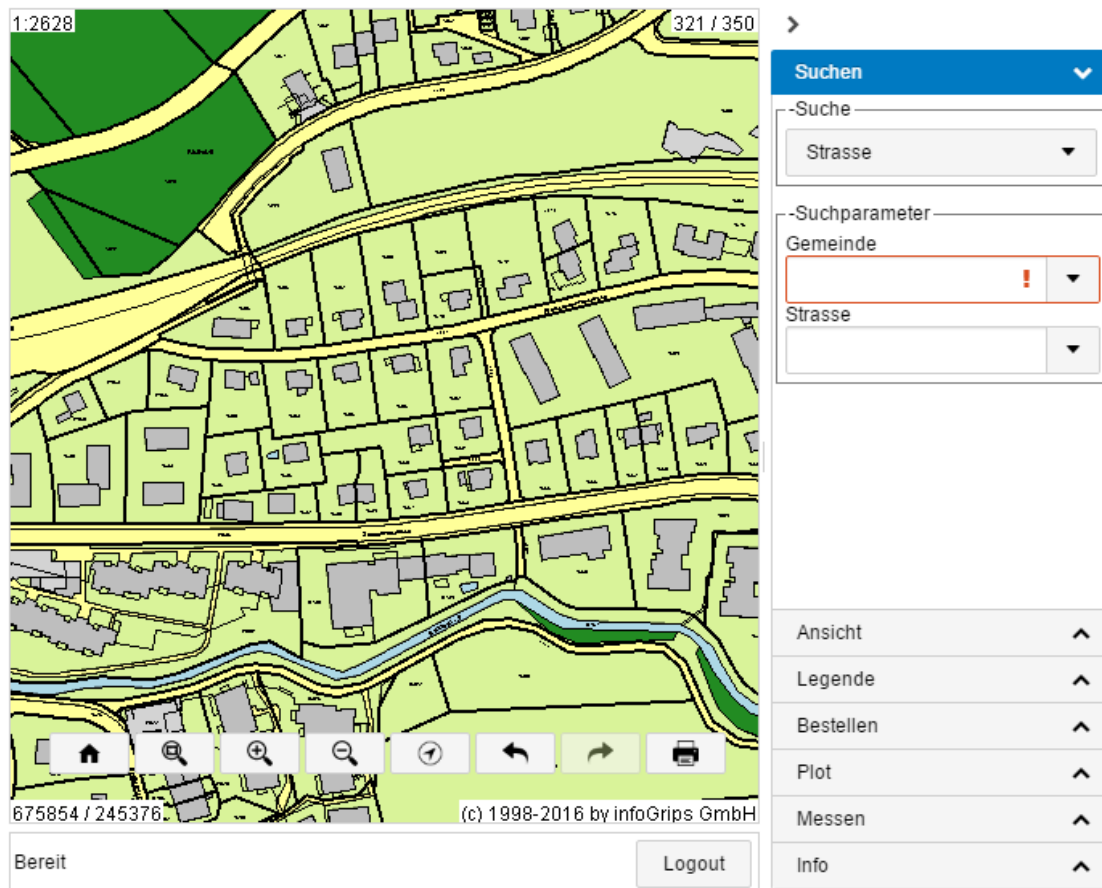 1:2628
321 / 350
Suchen
-Suche
Strasse
-Suchparameter
Gemeinde
!
Strasse
Ansicht
Legende
Bestellen
Plot
Messen
Info
675854 / 245376
(c) 1998-2016 by infoGrips GmbH
Bereit
Logout